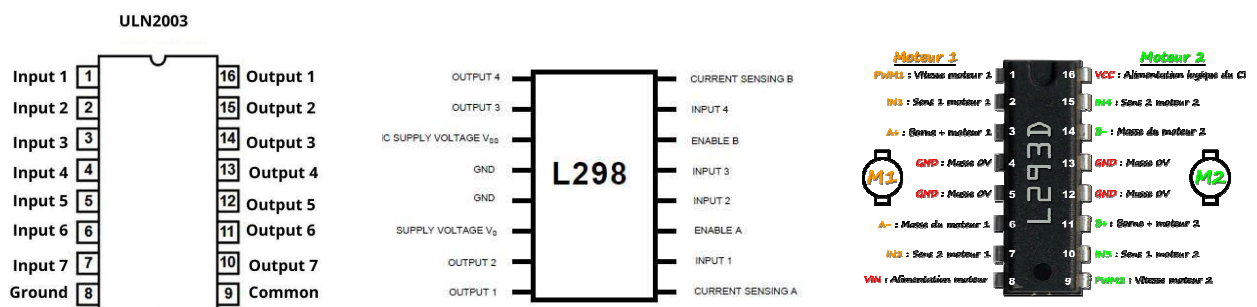 ULN2003
Input 1 1 16 Output 1
Input 2 2 15 Output 2
Input 3 3 14 Output 3
Input 4 4 13 Output 4
Input 5 5 12 Output 5
Input 6 6 11 Output 6
Input 7 7 10 Output 7
Ground 8 9 Common
OUTPUT 4 CURRENT SENSING B
OUTPUT 3 INPUT 4
IC SUPPLY VOLTAGE VSS ENABLE B
GND INPUT 3
L298
GND INPUT 2
SUPPLY VOLTAGE VS ENABLE A
OUTPUT 2 INPUT 1
OUTPUT 1 CURRENT SENSING A
Moteur 1 Moteur 2
PWM1 : Vitesse moteur 1 1 16 VCC : Alimentation logique du CI
IN1 : Sens 1 moteur 1 2 15 IN4 : Sens 2 moteur 2
A+ : Borne + moteur 1 3 14 B- : Masse du moteur 2
GND : Masse 0V 4 13 GND : Masse 0V
M1 L293D M2
GND : Masse 0V 5 12 GND : Masse 0V
A- : Masse du moteur 1 6 11 B+ : Borne + moteur 2
IN2 : Sens 2 moteur 1 7 10 IN3 : Sens 1 moteur 2
VIN : Alimentation moteur 8 9 PWM2 : Vitesse moteur 2